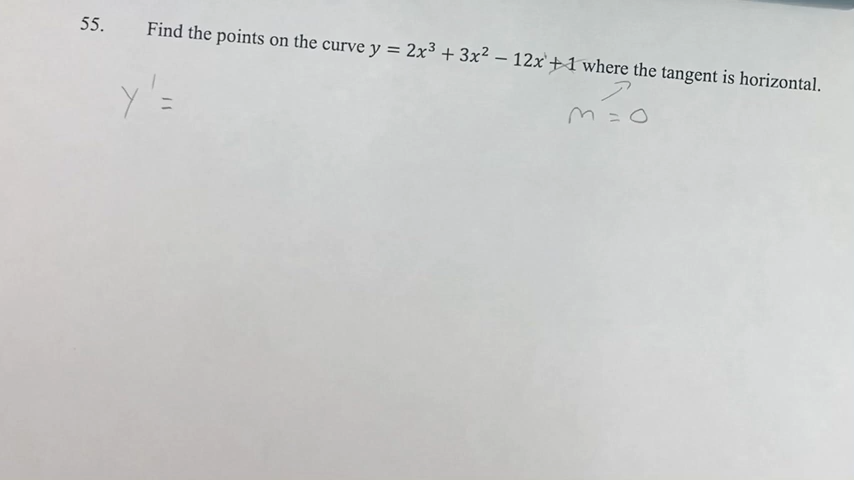 55. Find the points on the curve y = 2x³ + 3x² − 12x + 1 where the tangent is horizontal.
y' =
m = 0